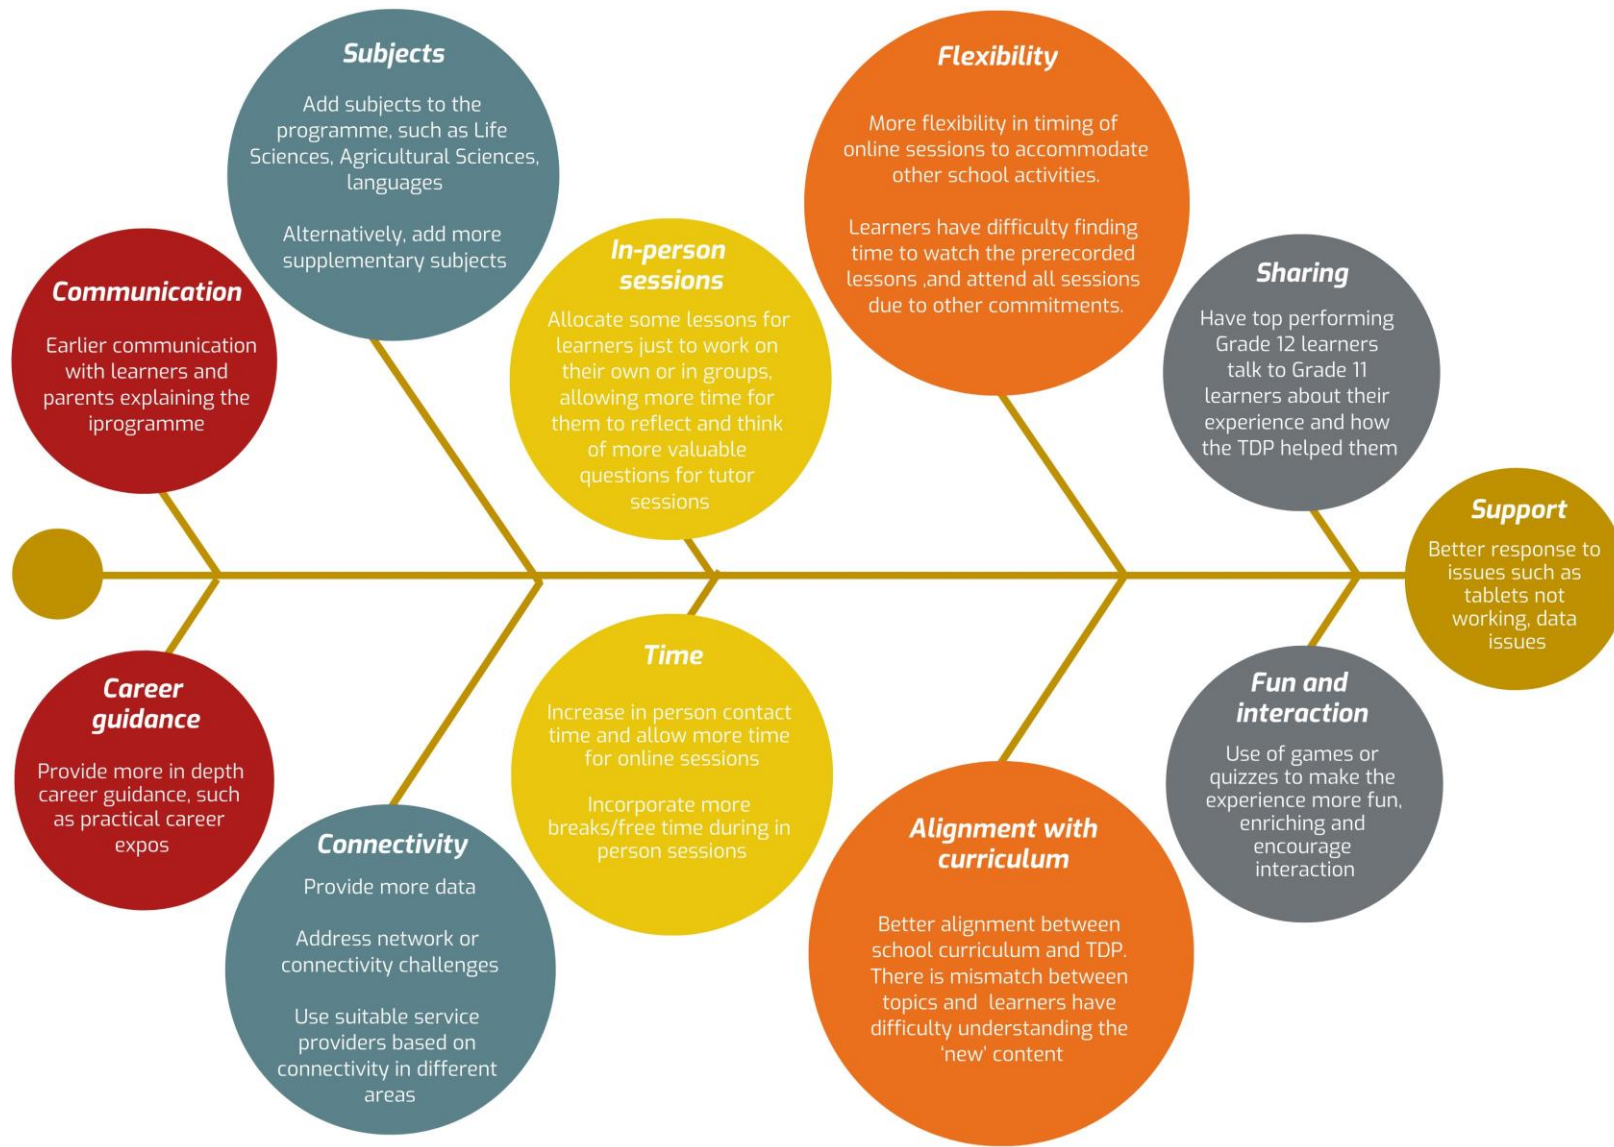 Subjects
Add subjects to the
programme, such as Life
Sciences, Agricultural Sciences,
languages
Alternatively, add more
supplementary subjects
Flexibility
More flexibility in timing of
online sessions to accommodate
other school activities.
Learners have difficulty finding
time to watch the prerecorded
lessons ,and attend all sessions
due to other commitments.
Communication
Earlier communication
with learners and
parents explaining the
iprogramme
In-person
sessions
Allocate some lessons for
learners just to work on
their own or in groups,
allowing more time for
them to reflect and think
of more valuable
questions for tutor
sessions
Sharing
Have top performing
Grade 12 learners
talk to Grade 11
learners about their
experience and how
the TDP helped them
Support
Better response to
issues such as
tablets not
working, data
issues
Career
guidance
Provide more in depth
career guidance, such
as practical career
expos
Connectivity
Provide more data
Address network or
connectivity challenges
Use suitable service
providers based on
connectivity in different
areas
Time
Increase in person contact
time and allow more time
for online sessions
Incorporate more
breaks/free time during in
person sessions
Alignment with
curriculum
Better alignment between
school curriculum and TDP.
There is mismatch between
topics and  learners have
difficulty understanding the
'new' content
Fun and
interaction
Use of games or
quizzes to make the
experience more fun,
enriching and
encourage
interaction